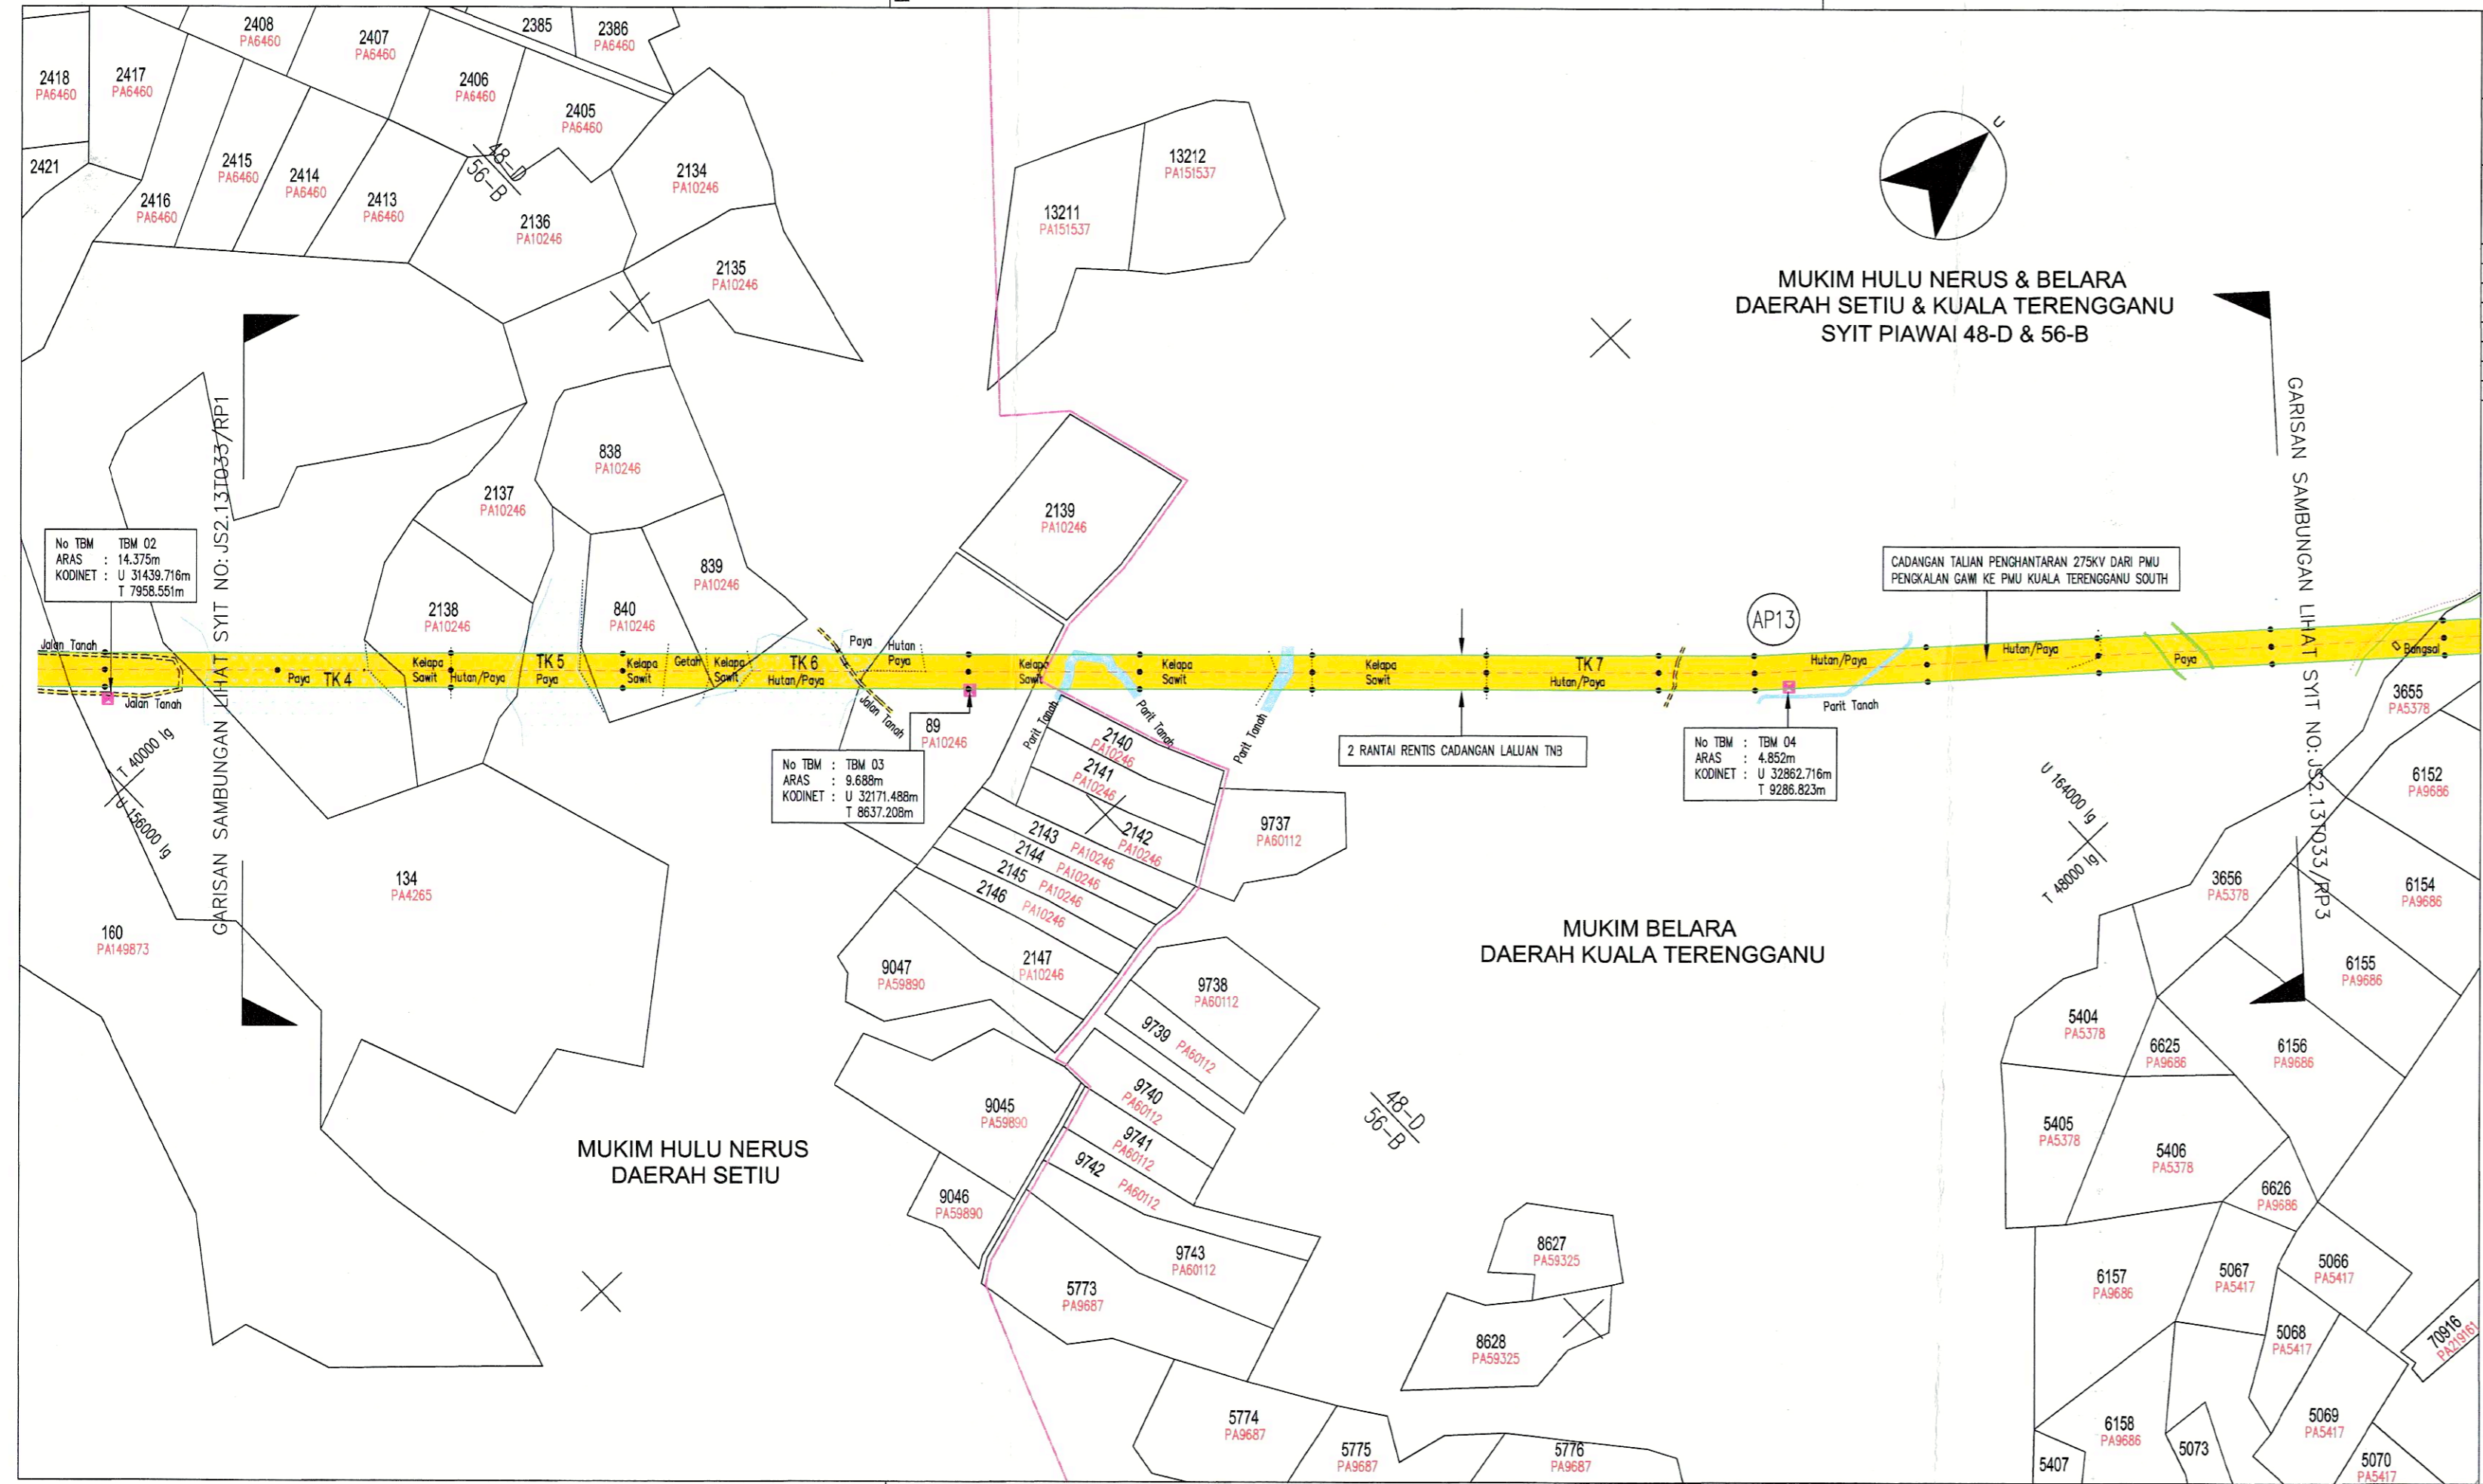 2408
PA6460
2407
PA6460
2385
2386
PA6460
2418
PA6460
2417
PA6460
2406
PA6460
2405
PA6460
2421
2415
PA6460
2414
PA6460
2416
PA6460
2413
PA6460
48-D
56-B
2134
PA10246
2136
PA10246
2135
PA10246
13212
PA151537
13211
PA151537
U
MUKIM HULU NERUS & BELARA
DAERAH SETIU & KUALA TERENGGANU
SYIT PIAWAI 48-D & 56-B
GARISAN SAMBUNGAN LIHAT SYIT NO: JS2.13T033/RP1
GARISAN SAMBUNGAN LIHAT SYIT NO: JS2.13T033/RP3
838
PA10246
2137
PA10246
2139
PA10246
839
PA10246
2138
PA10246
840
PA10246
No TBM TBM 02
ARAS : 14.375m
KODINET : U 31439.716m
T 7958.551m
CADANGAN TALIAN PENGHANTARAN 275KV DARI PMU
PENGKALAN GAWI KE PMU KUALA TERENGGANU SOUTH
AP13
Jalan Tanah
Jalan Tanah
Paya
TK 4
Kelapa
Sawit
Hutan/Paya
TK 5
Paya
Kelapa
Sawit
Getah
Kelapa
Sawit
TK 6
Hutan/Paya
Paya
Hutan
Paya
Jalan Tanah
Kelapa
Sawit
Kelapa
Sawit
Kelapa
Sawit
TK 7
Hutan/Paya
Hutan/Paya
Hutan/Paya
Paya
Bangsal
Parit Tanah
Parit Tanah
Parit Tanah
Parit Tanah
89
PA10246
No TBM : TBM 03
ARAS : 9.688m
KODINET : U 32171.488m
T 8637.208m
2 RANTAI RENTIS CADANGAN LALUAN TNB
No TBM : TBM 04
ARAS : 4.852m
KODINET : U 32862.716m
T 9286.823m
T 40000 lg
U 156000 lg
U 164000 lg
T 48000 lg
3655
PA5378
6152
PA9686
2140
PA10246
2141
PA10246
2142
PA10246
2143
PA10246
2144
PA10246
2145
PA10246
2146
PA10246
2147
PA10246
9737
PA60112
134
PA4265
160
PA149873
3656
PA5378
6154
PA9686
6155
PA9686
MUKIM BELARA
DAERAH KUALA TERENGGANU
9047
PA59890
9738
PA60112
9739
PA60112
5404
PA5378
6625
PA9686
6156
PA9686
9045
PA59890
9740
PA60112
9741
PA60112
9742
PA60112
48-D
56-B
5405
PA5378
5406
PA5378
MUKIM HULU NERUS
DAERAH SETIU
9046
PA59890
6626
PA9686
9743
PA60112
8627
PA59325
5773
PA9687
6157
PA9686
5067
PA5417
5066
PA5417
8628
PA59325
5068
PA5417
70916
PA219161
5774
PA9687
5775
PA9687
5776
PA9687
6158
PA9686
5407
5073
5069
PA5417
5070
PA5417